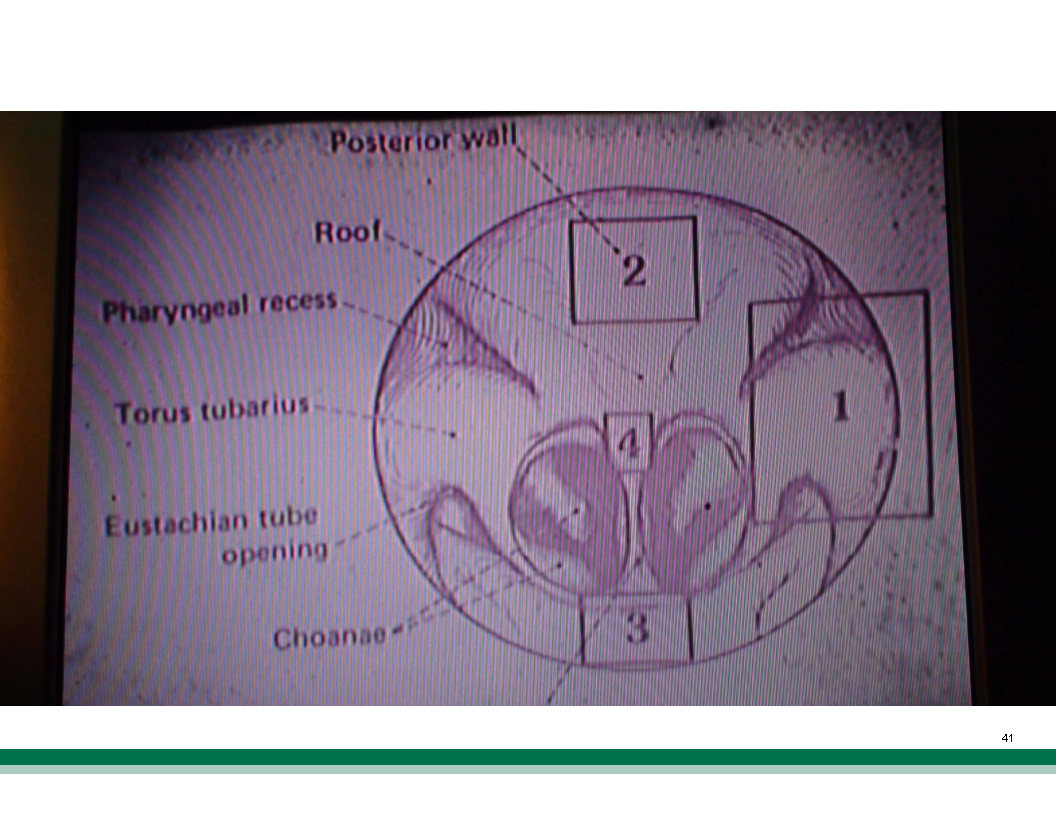 Posterior wall
Roof
2
Pharyngeal recess
1
Torus tubarius
4
Eustachian tube
opening
3
Choanae
41